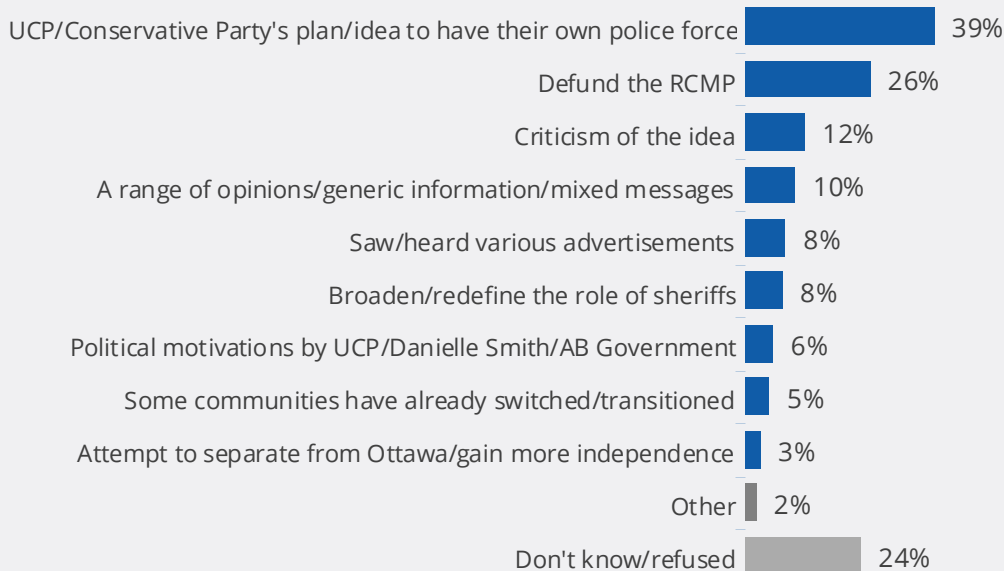 UCP/Conservative Party's plan/idea to have their own police force 39%
Defund the RCMP 26%
Criticism of the idea 12%
A range of opinions/generic information/mixed messages 10%
Saw/heard various advertisements 8%
Broaden/redefine the role of sheriffs 8%
Political motivations by UCP/Danielle Smith/AB Government 6%
Some communities have already switched/transitioned 5%
Attempt to separate from Ottawa/gain more independence 3%
Other 2%
Don't know/refused 24%